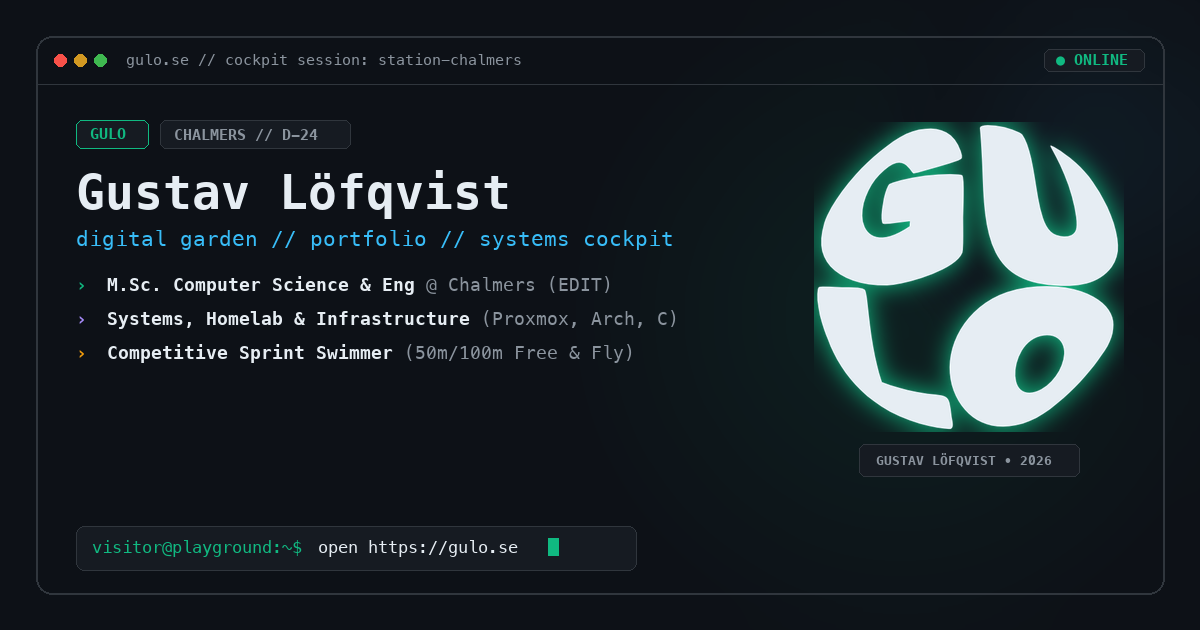 gulo.se // cockpit session: station-chalmers
● ONLINE
GULO
CHALMERS // D-24
Gustav Löfqvist
digital garden // portfolio // systems cockpit
› M.Sc. Computer Science & Eng @ Chalmers (EDIT)
› Systems, Homelab & Infrastructure (Proxmox, Arch, C)
› Competitive Sprint Swimmer (50m/100m Free & Fly)
GU
LO
GUSTAV LÖFQVIST • 2026
visitor@playground:~$ open https://gulo.se